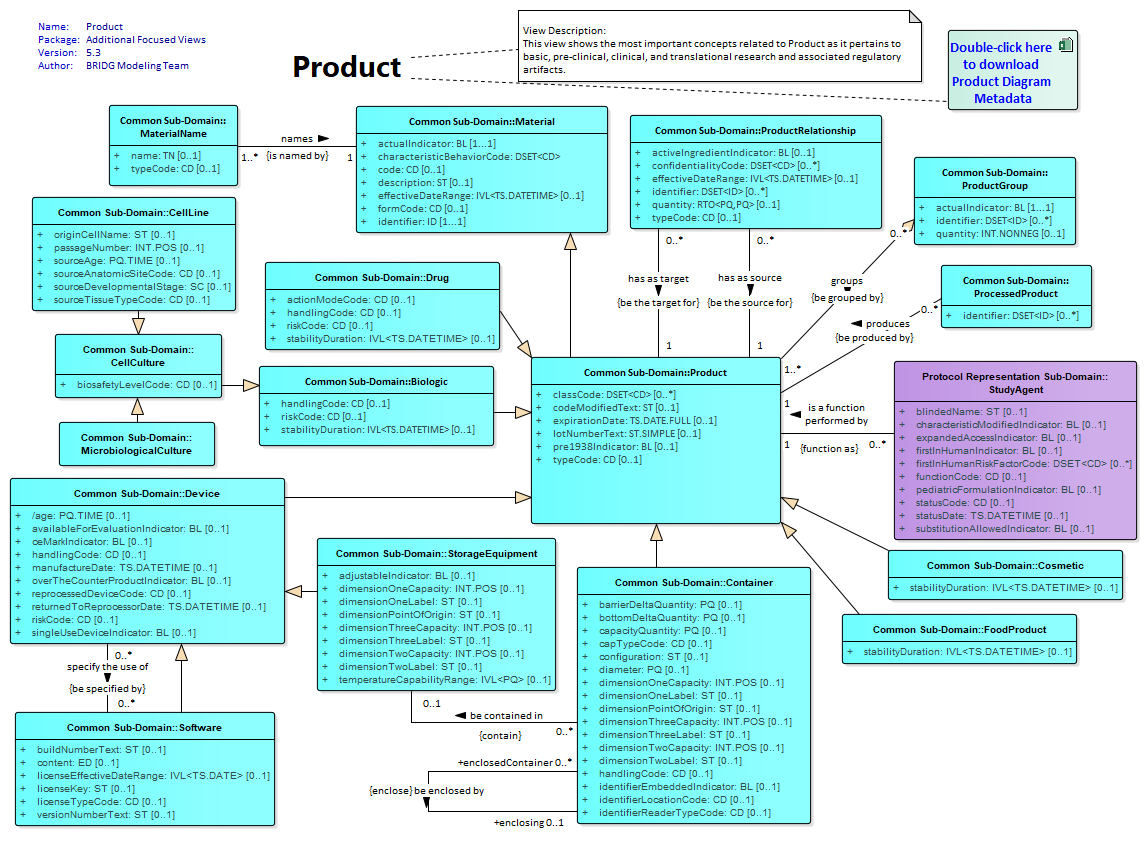 Name: Product
Package: Additional Focused Views
Version: 5.3
Author: BRIDG Modeling Team
Product
View Description:
This view shows the most important concepts related to Product as it pertains to
basic, pre-clinical, clinical, and translational research and associated regulatory
artifacts.
Double-click here
to download
Product Diagram
Metadata
Common Sub-Domain::
MaterialName
+ name: TN [0..1]
+ typeCode: CD [0..1]
names
1..* {is named by} 1
Common Sub-Domain::Material
+ actualIndicator: BL [1...1]
+ characteristicBehaviorCode: DSET<CD>
+ code: CD [0..1]
+ description: ST [0..1]
+ effectiveDateRange: IVL<TS.DATETIME> [0..1]
+ formCode: CD [0..1]
+ identifier: ID [1...1]
Common Sub-Domain::ProductRelationship
+ activeIngredientIndicator: BL [0..1]
+ confidentialityCode: DSET<CD> [0..*]
+ effectiveDateRange: IVL<TS.DATETIME> [0..1]
+ identifier: DSET<ID> [0..*]
+ quantity: RTO<PQ,PQ> [0..1]
+ typeCode: CD [0..1]
Common Sub-Domain::
ProductGroup
+ actualIndicator: BL [1...1]
+ identifier: DSET<ID> [0..*]
+ quantity: INT.NONNEG [0..1]
Common Sub-Domain::CellLine
+ originCellName: ST [0..1]
+ passageNumber: INT.POS [0..1]
+ sourceAge: PQ.TIME [0..1]
+ sourceAnatomicSiteCode: CD [0..1]
+ sourceDevelopmentalStage: SC [0..1]
+ sourceTissueTypeCode: CD [0..1]
0..*
0..*
0..*
has as target
{be the target for}
1
has as source
{be the source for}
1
groups
{be grouped by}
1..*
Common Sub-Domain::
ProcessedProduct
+ identifier: DSET<ID> [0..*]
0..*
produces
{be produced by}
1
Common Sub-Domain::Drug
+ actionModeCode: CD [0..1]
+ handlingCode: CD [0..1]
+ riskCode: CD [0..1]
+ stabilityDuration: IVL<TS.DATETIME> [0..1]
Common Sub-Domain::
CellCulture
+ biosafetyLevelCode: CD [0..1]
Common Sub-Domain::Biologic
+ handlingCode: CD [0..1]
+ riskCode: CD [0..1]
+ stabilityDuration: IVL<TS.DATETIME> [0..1]
Common Sub-Domain::
MicrobiologicalCulture
Common Sub-Domain::Product
+ classCode: DSET<CD> [0..*]
+ codeModifiedText: ST [0..1]
+ expirationDate: TS.DATE.FULL [0..1]
+ lotNumberText: ST.SIMPLE [0..1]
+ pre1938Indicator: BL [0..1]
+ typeCode: CD [0..1]
is a function
performed by
1 {function as} 0..*
Protocol Representation Sub-Domain::
StudyAgent
+ blindedName: ST [0..1]
+ characteristicModifiedIndicator: BL [0..1]
+ expandedAccessIndicator: BL [0..1]
+ firstInHumanIndicator: BL [0..1]
+ firstInHumanRiskFactorCode: DSET<CD> [0..*]
+ functionCode: CD [0..1]
+ pediatricFormulationIndicator: BL [0..1]
+ statusCode: CD [0..1]
+ statusDate: TS.DATETIME [0..1]
+ substitutionAllowedIndicator: BL [0..1]
Common Sub-Domain::Device
+ /age: PQ.TIME [0..1]
+ availableForEvaluationIndicator: BL [0..1]
+ ceMarkIndicator: BL [0..1]
+ handlingCode: CD [0..1]
+ manufactureDate: TS.DATETIME [0..1]
+ overTheCounterProductIndicator: BL [0..1]
+ reprocessedDeviceCode: CD [0..1]
+ returnedToReprocessorDate: TS.DATETIME [0..1]
+ riskCode: CD [0..1]
+ singleUseDeviceIndicator: BL [0..1]
Common Sub-Domain::StorageEquipment
+ adjustableIndicator: BL [0..1]
+ dimensionOneCapacity: INT.POS [0..1]
+ dimensionOneLabel: ST [0..1]
+ dimensionPointOfOrigin: ST [0..1]
+ dimensionThreeCapacity: INT.POS [0..1]
+ dimensionThreeLabel: ST [0..1]
+ dimensionTwoCapacity: INT.POS [0..1]
+ dimensionTwoLabel: ST [0..1]
+ temperatureCapabilityRange: IVL<PQ> [0..1]
Common Sub-Domain::Container
+ barrierDeltaQuantity: PQ [0..1]
+ bottomDeltaQuantity: PQ [0..1]
+ capacityQuantity: PQ [0..1]
+ capTypeCode: CD [0..1]
+ configuration: ST [0..1]
+ diameter: PQ [0..1]
+ dimensionOneCapacity: INT.POS [0..1]
+ dimensionOneLabel: ST [0..1]
+ dimensionPointOfOrigin: ST [0..1]
+ dimensionThreeCapacity: INT.POS [0..1]
+ dimensionThreeLabel: ST [0..1]
+ dimensionTwoCapacity: INT.POS [0..1]
+ dimensionTwoLabel: ST [0..1]
+ handlingCode: CD [0..1]
+ identifierEmbeddedIndicator: BL [0..1]
+ identifierLocationCode: CD [0..1]
+ identifierReaderTypeCode: CD [0..1]
Common Sub-Domain::Cosmetic
+ stabilityDuration: IVL<TS.DATETIME> [0..1]
Common Sub-Domain::FoodProduct
+ stabilityDuration: IVL<TS.DATETIME> [0..1]
0..*
specify the use of
{be specified by}
0..*
Common Sub-Domain::Software
+ buildNumberText: ST [0..1]
+ content: ED [0..1]
+ licenseEffectiveDateRange: IVL<TS.DATE> [0..1]
+ licenseKey: ST [0..1]
+ licenseTypeCode: CD [0..1]
+ versionNumberText: ST [0..1]
0..1
be contained in
{contain} 0..*
+enclosedContainer 0..*
{enclose} be enclosed by
+enclosing 0..1